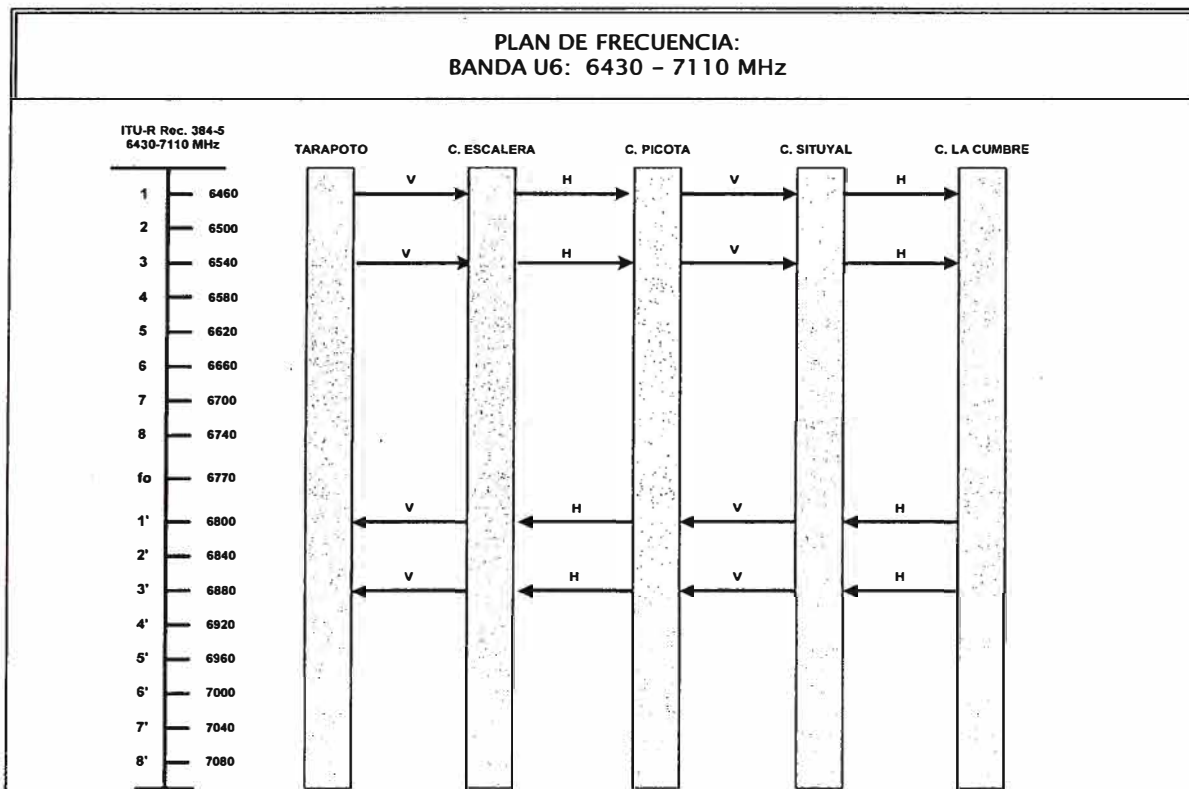 PLAN DE FRECUENCIA:
BANDA U6: 6430 – 7110 MHz
ITU-R Rec. 384-5
6430-7110 MHz
TARAPOTO C. ESCALERA C. PICOTA C. SITUYAL C. LA CUMBRE
V H V H
1 6460
2 6500
V H V H
3 6540
4 6580
5 6620
6 6660
7 6700
8 6740
fo 6770
V H V H
1' 6800
2' 6840
V H V H
3' 6880
4' 6920
5' 6960
6' 7000
7' 7040
8' 7080